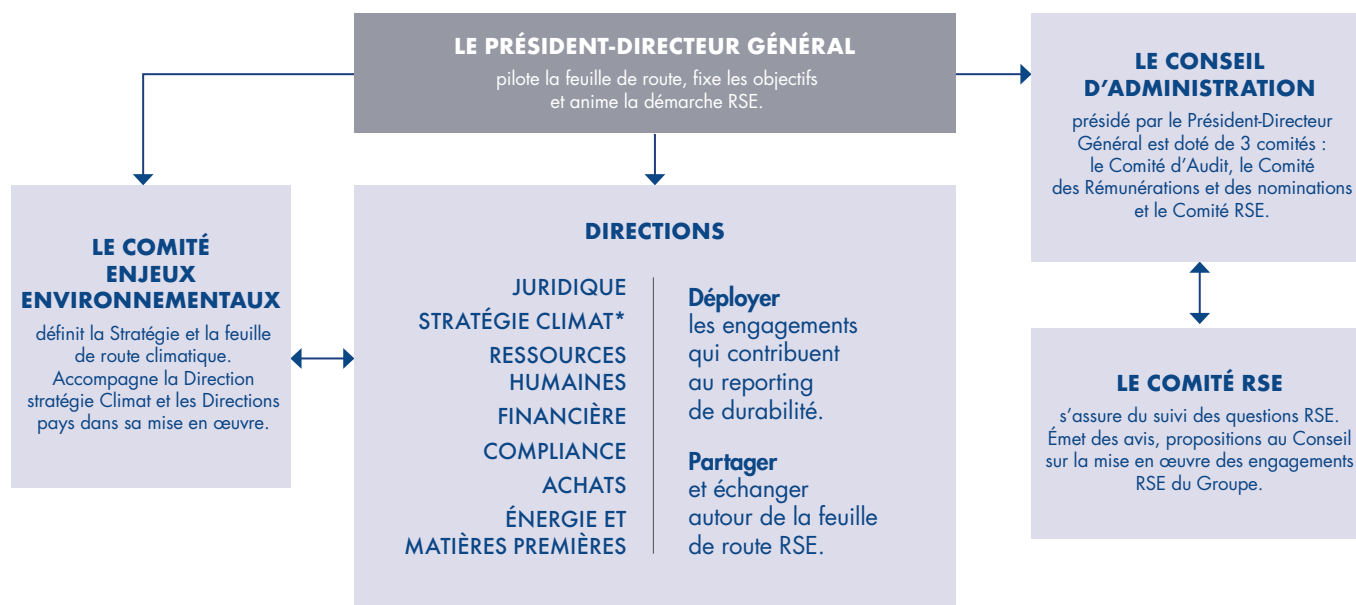 LE PRÉSIDENT-DIRECTEUR GÉNÉRAL
pilote la feuille de route, fixe les objectifs
et anime la démarche RSE.
LE COMITÉ
ENJEUX
ENVIRONNEMENTAUX
définit la Stratégie et la feuille
de route climatique.
Accompagne la Direction
stratégie Climat et les Directions
pays dans sa mise en œuvre.
DIRECTIONS
JURIDIQUE
STRATÉGIE CLIMAT*
RESSOURCES
HUMAINES
FINANCIÈRE
COMPLIANCE
ACHATS
ÉNERGIE ET
MATIÈRES PREMIÈRES
Déployer
les engagements
qui contribuent
au reporting
de durabilité.
Partager
et échanger
autour de la feuille
de route RSE.
LE CONSEIL
D'ADMINISTRATION
présidé par le Président-Directeur
Général est doté de 3 comités :
le Comité d'Audit, le Comité
des Rémunérations et des nominations
et le Comité RSE.
LE COMITÉ RSE
s'assure du suivi des questions RSE.
Émet des avis, propositions au Conseil
sur la mise en œuvre des engagements
RSE du Groupe.